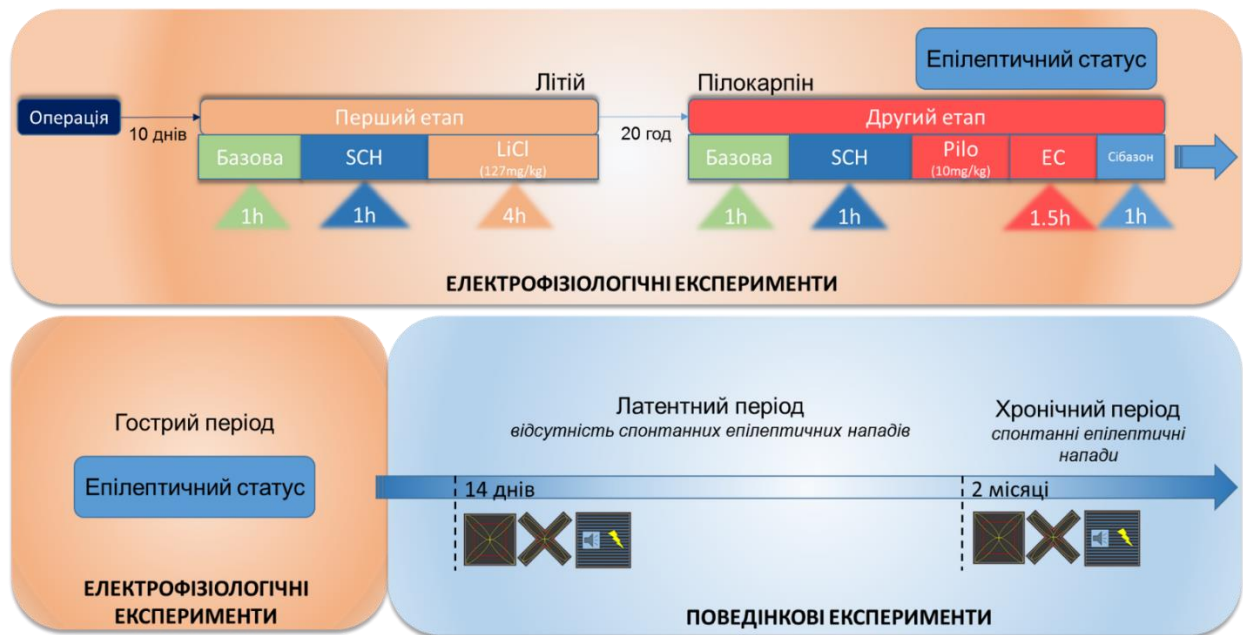 Епілептичний статус
Літій
Пілокарпін
Операція
10 днів
Перший етап
20 год
Другий етап
Базова
SCH
LiCl
(127mg/kg)
Базова
SCH
Pilo
(10mg/kg)
ЕС
Сібазон
1h
1h
4h
1h
1h
1.5h
1h
ЕЛЕКТРОФІЗІОЛОГІЧНІ ЕКСПЕРИМЕНТИ
Гострий період
Епілептичний статус
ЕЛЕКТРОФІЗІОЛОГІЧНІ
ЕКСПЕРИМЕНТИ
Латентний період
відсутність спонтанних епілептичних нападів
Хронічний період
спонтанні епілептичні
напади
14 днів
2 місяці
ПОВЕДІНКОВІ ЕКСПЕРИМЕНТИ